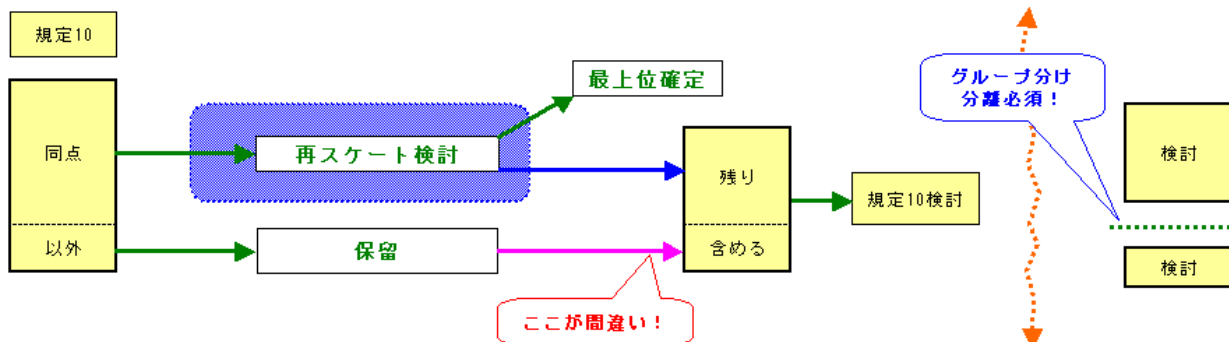 規定10
最上位確定
グループ分け
分離必須！
同点
再スケート検討
残り
検討
規定10検討
以外
保留
含める
検討
ここが間違い！